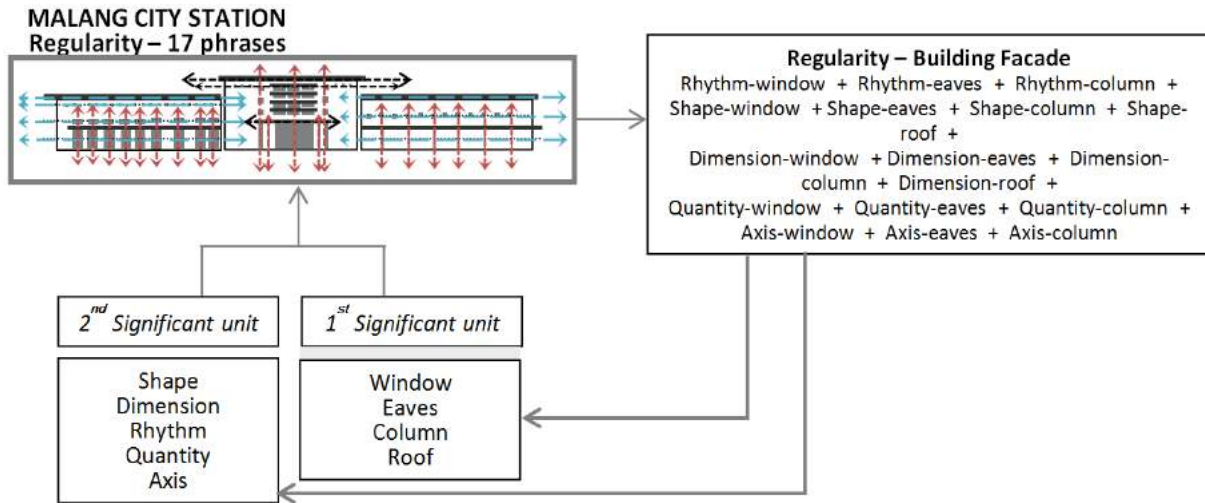 MALANG CITY STATION
Regularity – 17 phrases
Regularity – Building Facade
Rhythm-window + Rhythm-eaves + Rhythm-column +
Shape-window + Shape-eaves + Shape-column + Shape-
roof +
Dimension-window + Dimension-eaves + Dimension-
column + Dimension-roof +
Quantity-window + Quantity-eaves + Quantity-column +
Axis-window + Axis-eaves + Axis-column
2nd Significant unit
1st Significant unit
Shape
Dimension
Rhythm
Quantity
Axis
Window
Eaves
Column
Roof